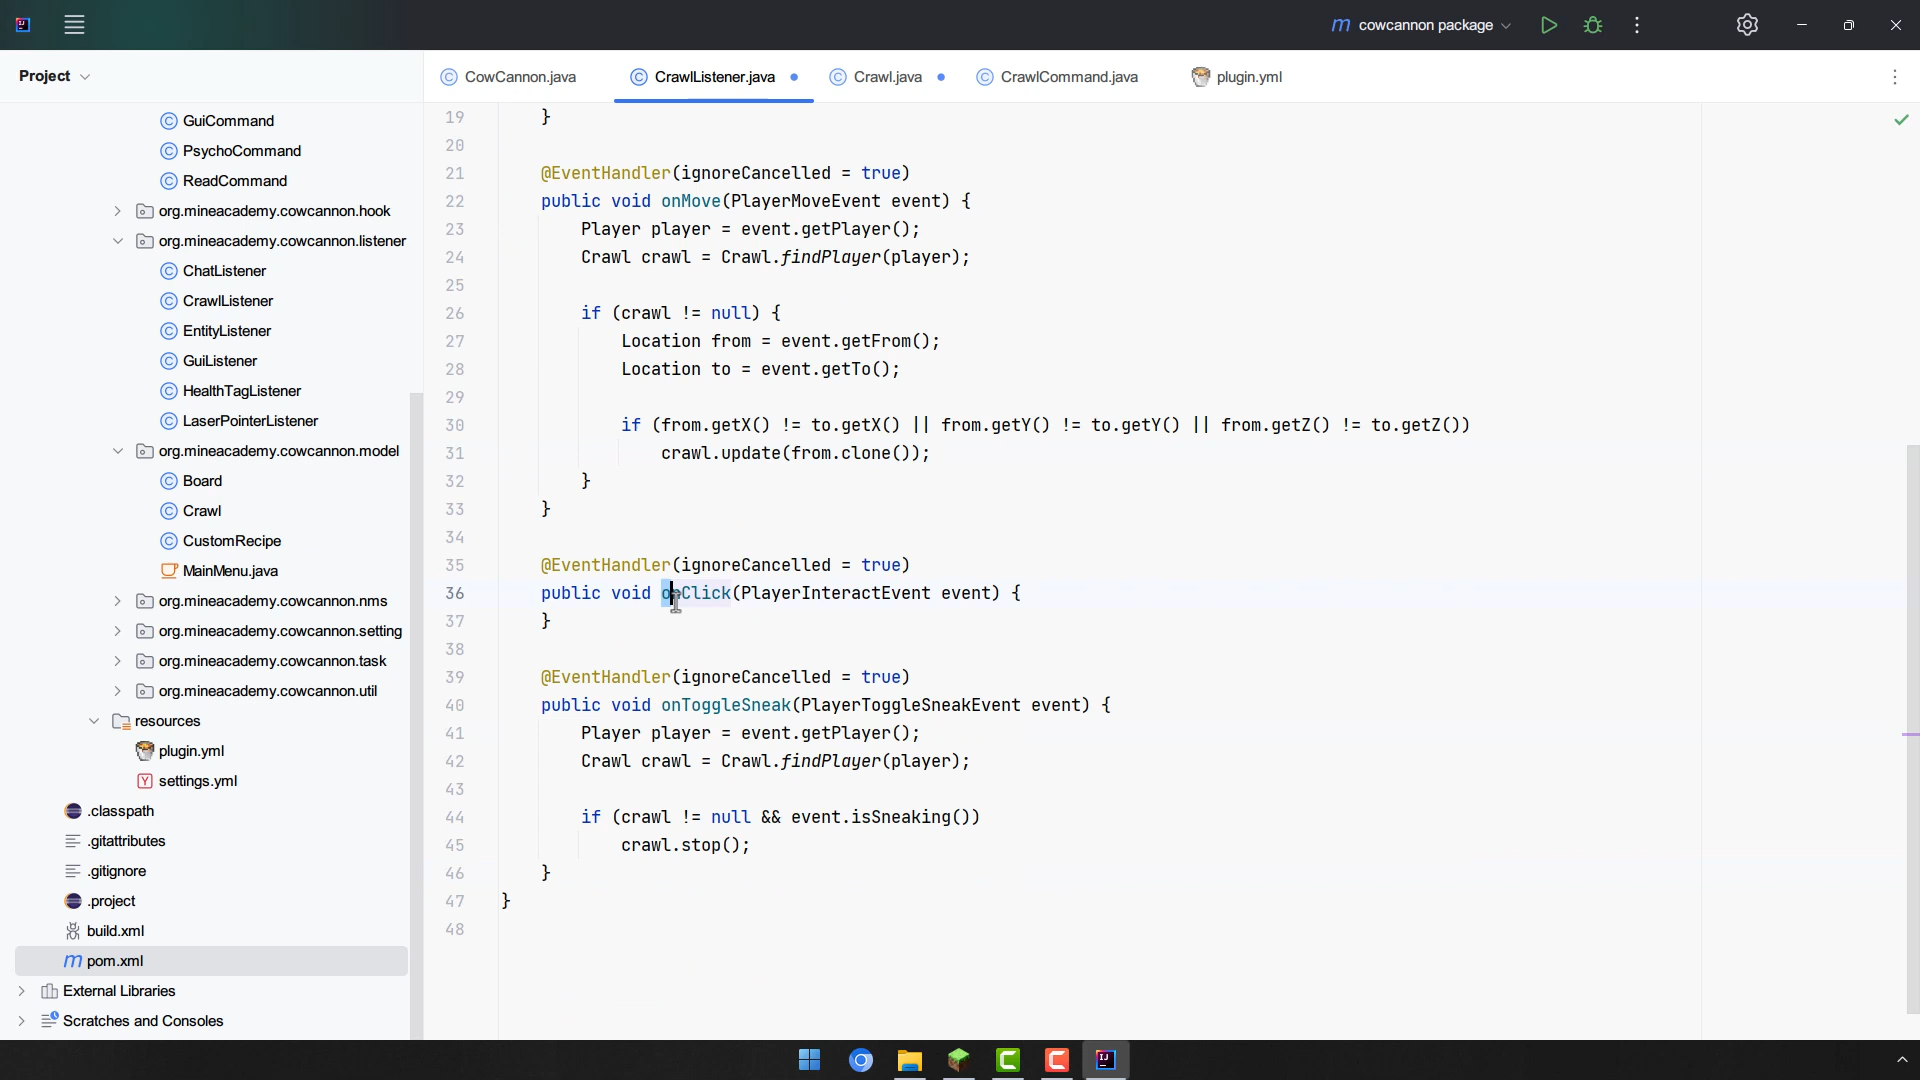 cowcannon package
Project
CowCannon.java
CrawlListener.java
Crawl.java
CrawlCommand.java
plugin.yml
GuiCommand
PsychoCommand
ReadCommand
org.mineacademy.cowcannon.hook
org.mineacademy.cowcannon.listener
ChatListener
CrawlListener
EntityListener
GuiListener
HealthTagListener
LaserPointerListener
org.mineacademy.cowcannon.model
Board
Crawl
CustomRecipe
MainMenu.java
org.mineacademy.cowcannon.nms
org.mineacademy.cowcannon.setting
org.mineacademy.cowcannon.task
org.mineacademy.cowcannon.util
resources
plugin.yml
settings.yml
.classpath
.gitattributes
.gitignore
.project
build.xml
pom.xml
External Libraries
Scratches and Consoles
19 }
20
21 @EventHandler(ignoreCancelled = true)
22 public void onMove(PlayerMoveEvent event) {
23 Player player = event.getPlayer();
24 Crawl crawl = Crawl.findPlayer(player);
25
26 if (crawl != null) {
27 Location from = event.getFrom();
28 Location to = event.getTo();
29
30 if (from.getX() != to.getX() || from.getY() != to.getY() || from.getZ() != to.getZ())
31 crawl.update(from.clone());
32 }
33 }
34
35 @EventHandler(ignoreCancelled = true)
36 public void onClick(PlayerInteractEvent event) {
37 }
38
39 @EventHandler(ignoreCancelled = true)
40 public void onToggleSneak(PlayerToggleSneakEvent event) {
41 Player player = event.getPlayer();
42 Crawl crawl = Crawl.findPlayer(player);
43
44 if (crawl != null && event.isSneaking())
45 crawl.stop();
46 }
47 }
48